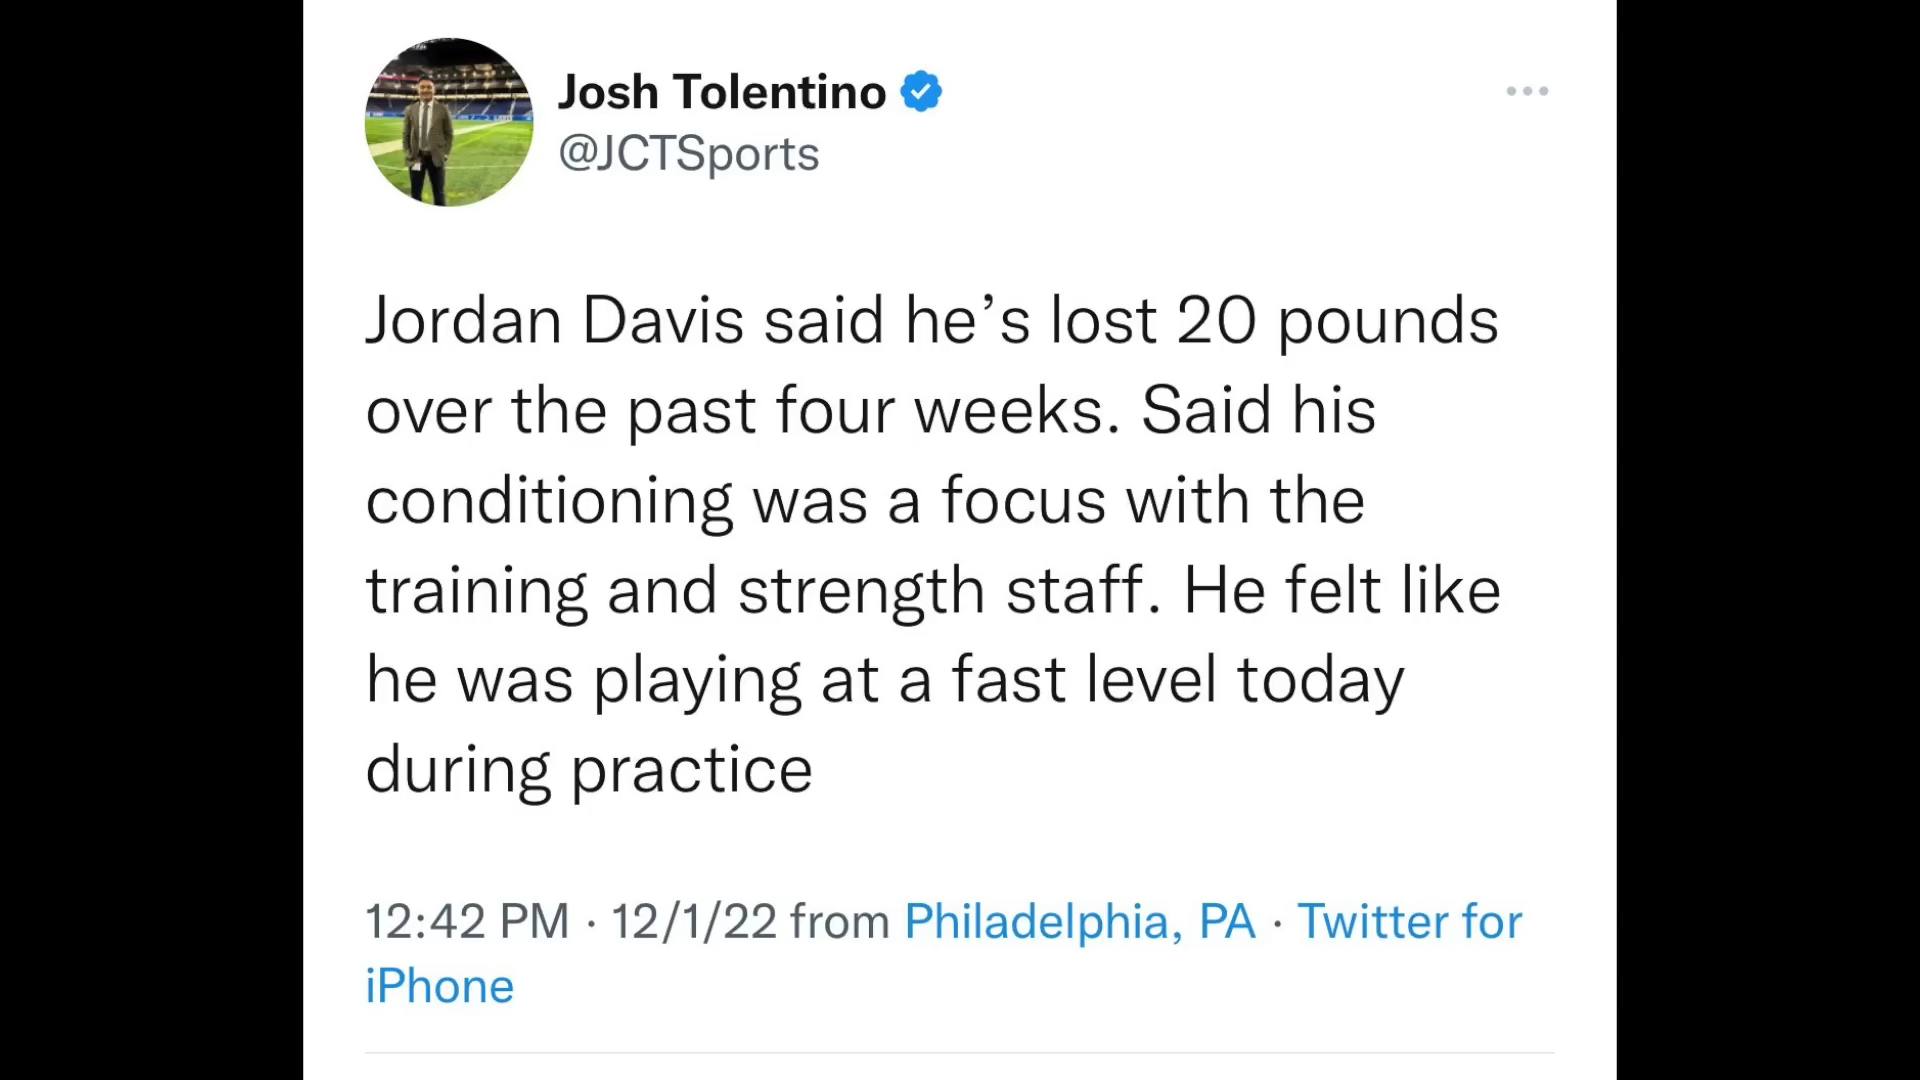 Josh Tolentino
@JCTSports
Jordan Davis said he’s lost 20 pounds
over the past four weeks. Said his
conditioning was a focus with the
training and strength staff. He felt like
he was playing at a fast level today
during practice
12:42 PM · 12/1/22 from Philadelphia, PA · Twitter for
iPhone